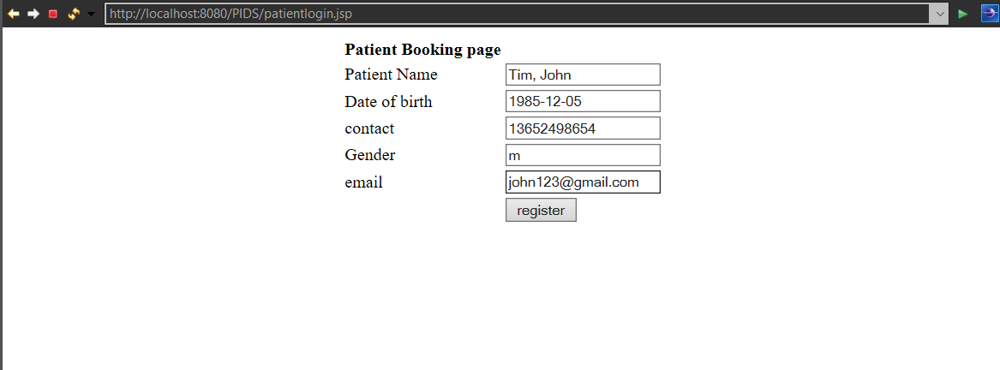 http://localhost:8080/PIDS/patientlogin.jsp
Patient Booking page
Patient Name Tim, John
Date of birth 1985-12-05
contact 13652498654
Gender m
email john123@gmail.com
register